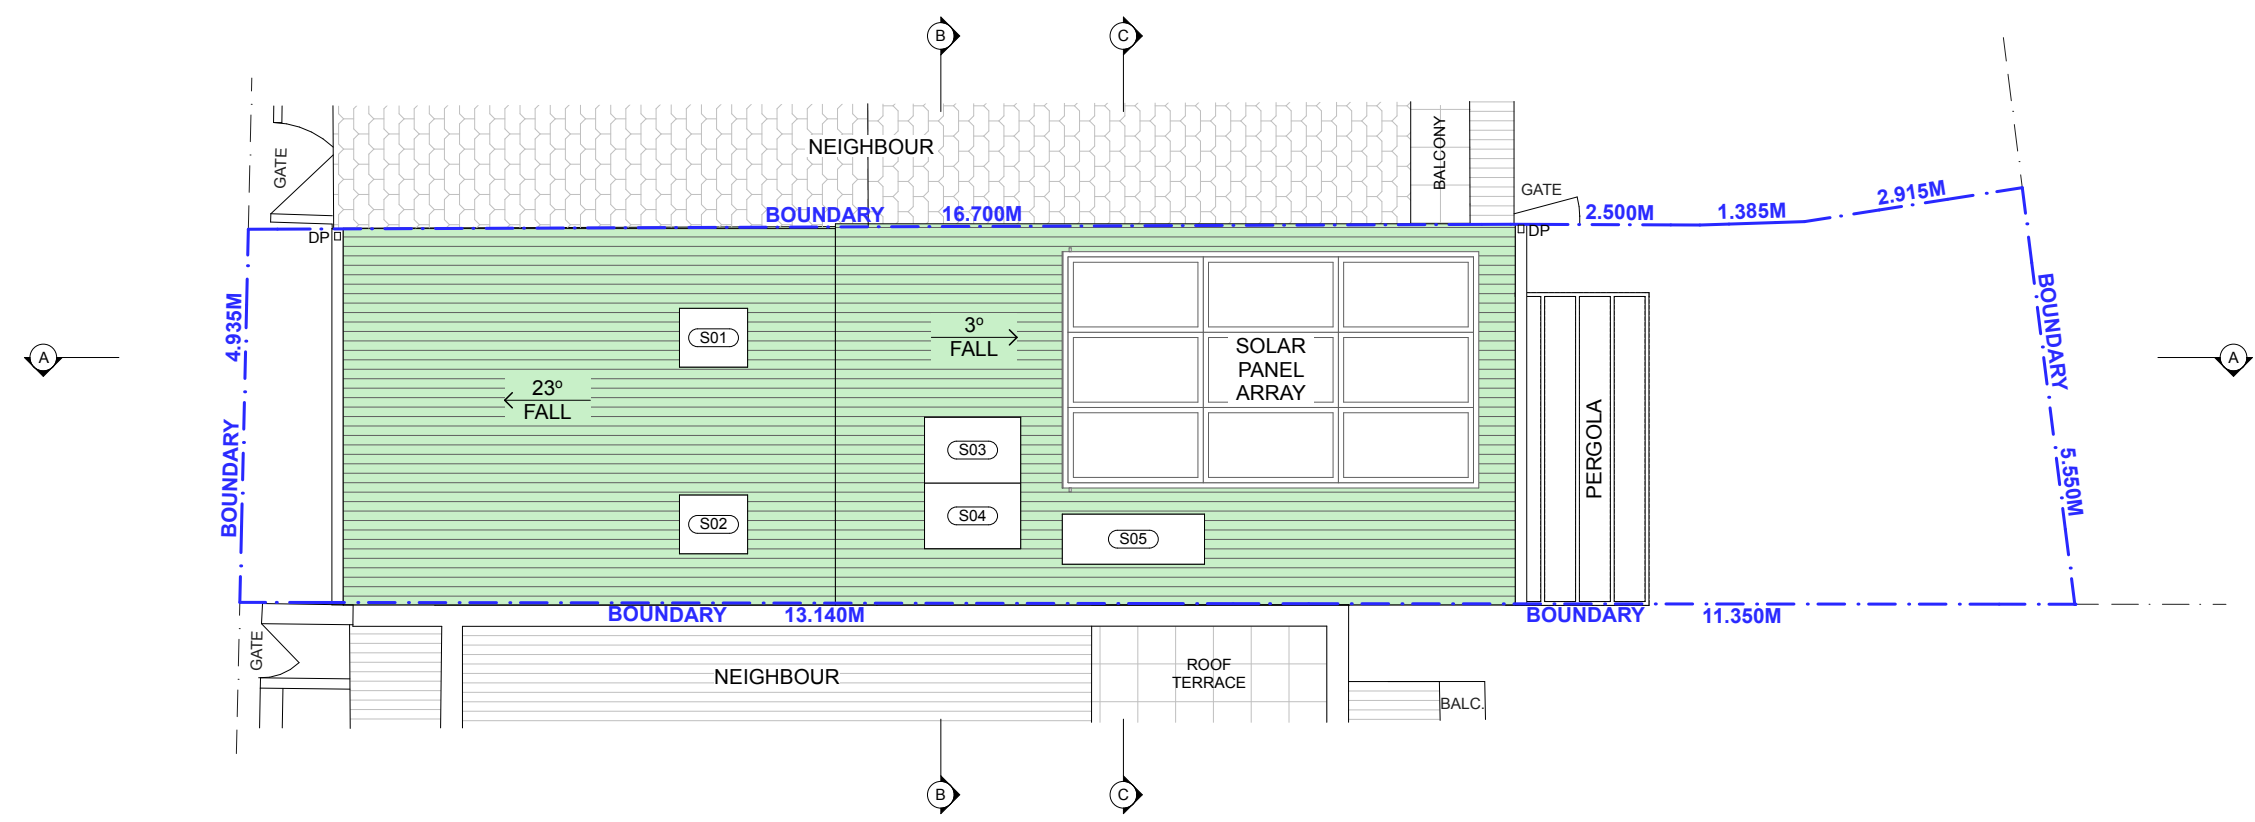 B
C
NEIGHBOUR
GATE
BALCONY
GATE
BOUNDARY 16.700M
2.500M
1.385M
2.915M
DP
DP
4.935M
BOUNDARY
A
S01
3º
FALL
23º
FALL
SOLAR
PANEL
ARRAY
S03
S04
S02
S05
PERGOLA
BOUNDARY
5.550M
A
BOUNDARY 13.140M
BOUNDARY 11.350M
GATE
NEIGHBOUR
ROOF
TERRACE
BALC.
B
C